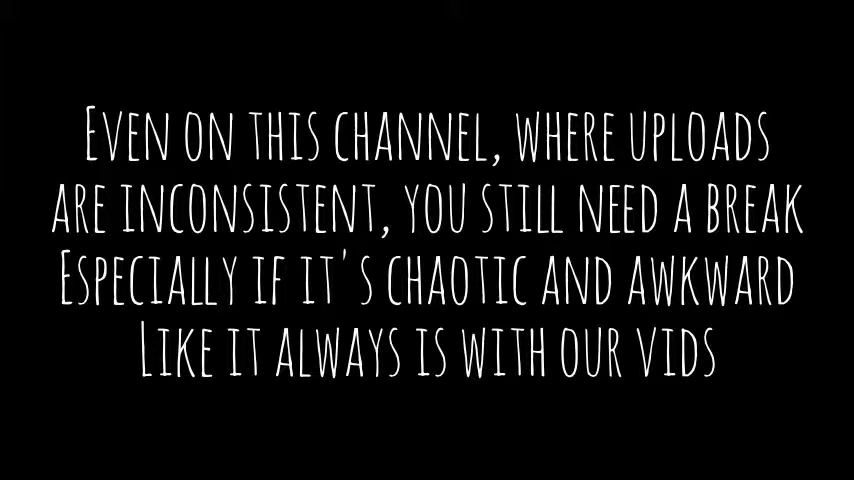 Even on this channel, where uploads
are inconsistent, you still need a break
Especially if it's chaotic and awkward
Like it always is with our vids